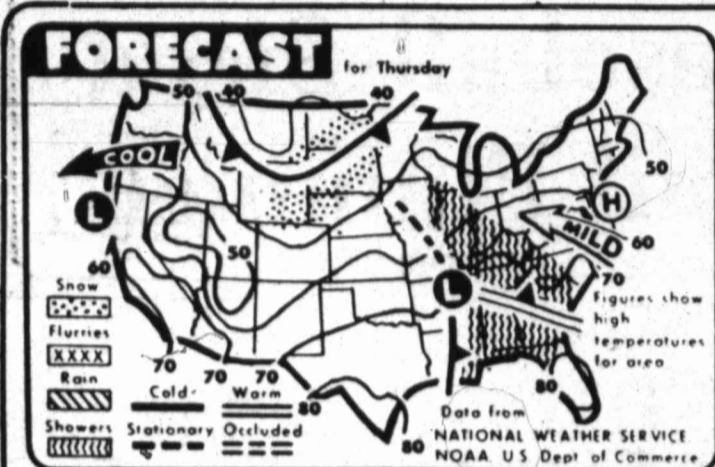 FORECAST
for Thursday
50 40 40
COOL
L
50
H
MILD
60
50
60
70
L
Snow
Flurries
XXXX
Rain
Showers
70 70 70
Cold
Warm
Stationary
Occluded
80
80
80
Figures show
high
temperatures
for area
Data from
NATIONAL WEATHER SERVICE
NOAA U S Dept of Commerce